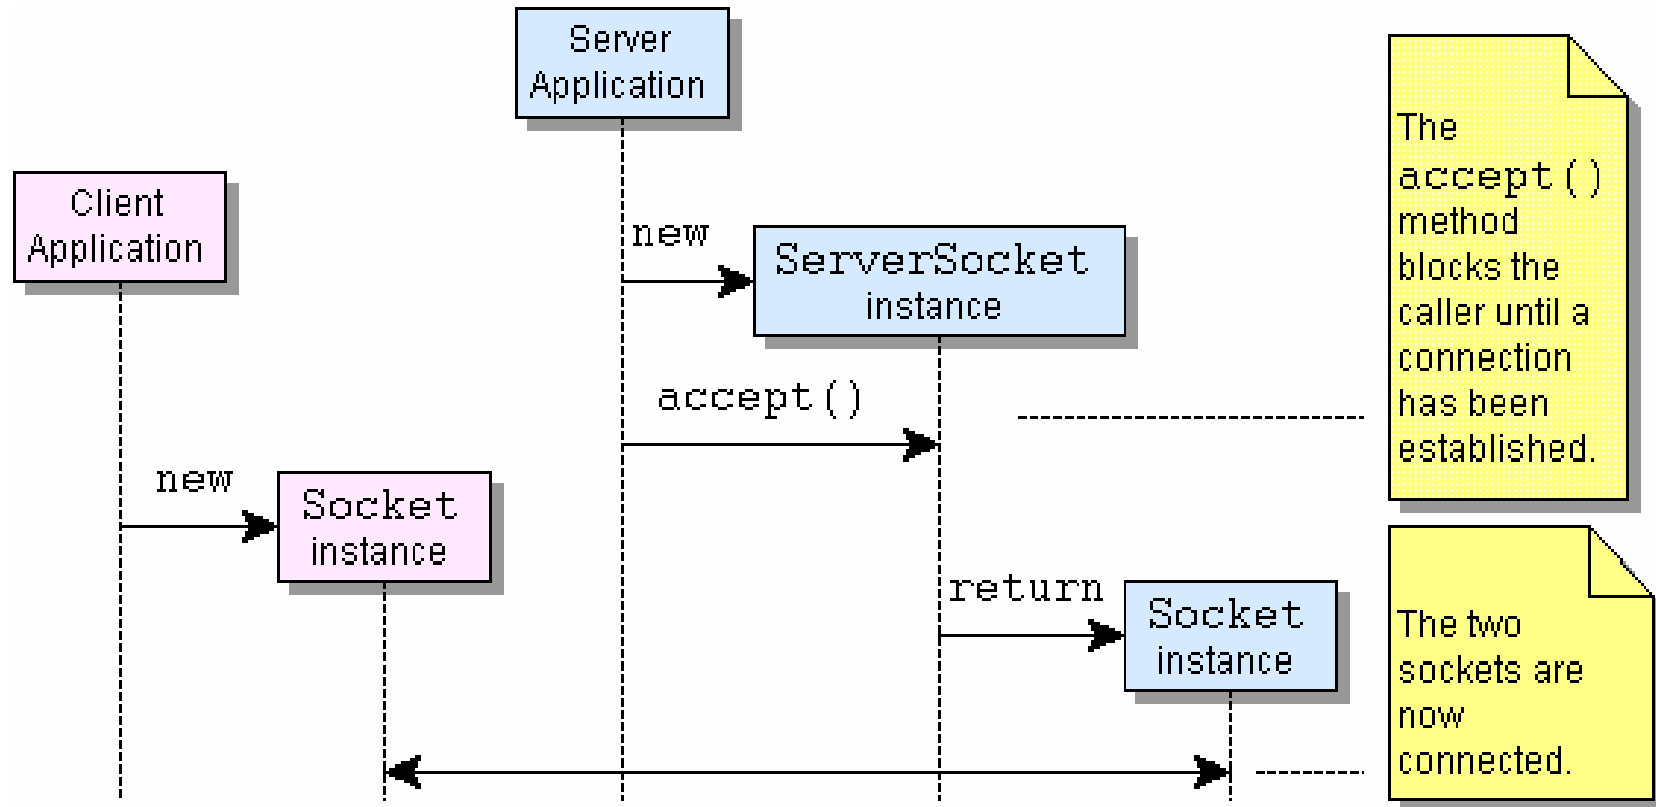 Server
Application
Client
Application
new
ServerSocket
instance
accept()
new
Socket
instance
return
Socket
instance
The
accept()
method
blocks the
caller until a
connection
has been
established.
The two
sockets are
now
connected.